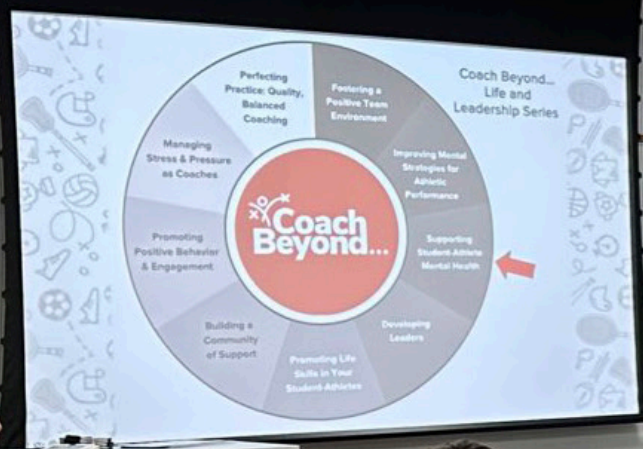 Coach Beyond...
Life and
Leadership Series
Fostering a
Positive Team
Environment
Improving Mental
Strategies for
Athletic
Performance
Supporting
Student-Athlete
Mental Health
Developing
Leaders
Promoting Life
Skills in Your
Student-Athletes
Building a
Community
of Support
Promoting
Positive Behavior
& Engagement
Managing
Stress & Pressure
as Coaches
Perfecting
Practice: Quality,
Balanced
Coaching
Coach
Beyond...